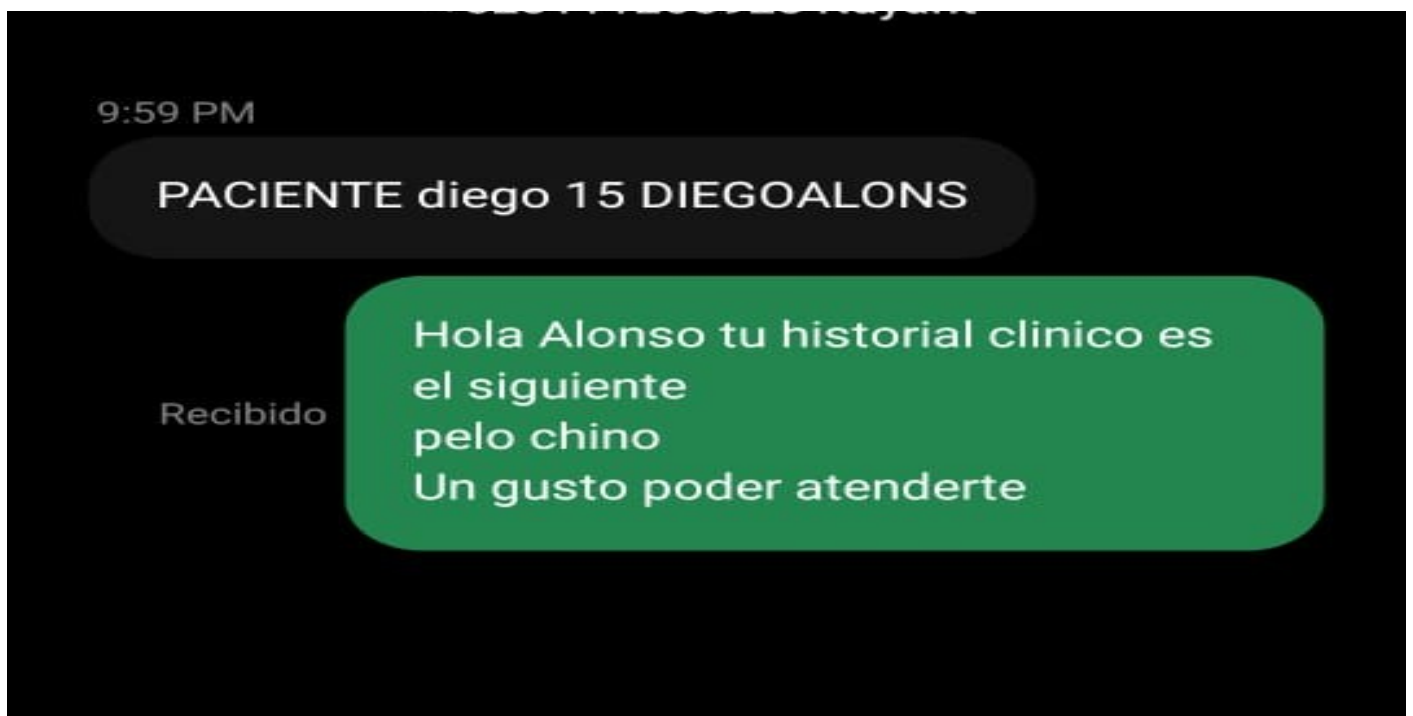 9:59 PM
PACIENTE diego 15 DIEGOALONS
Hola Alonso tu historial clinico es
el siguiente
Recibido
pelo chino
Un gusto poder atenderte